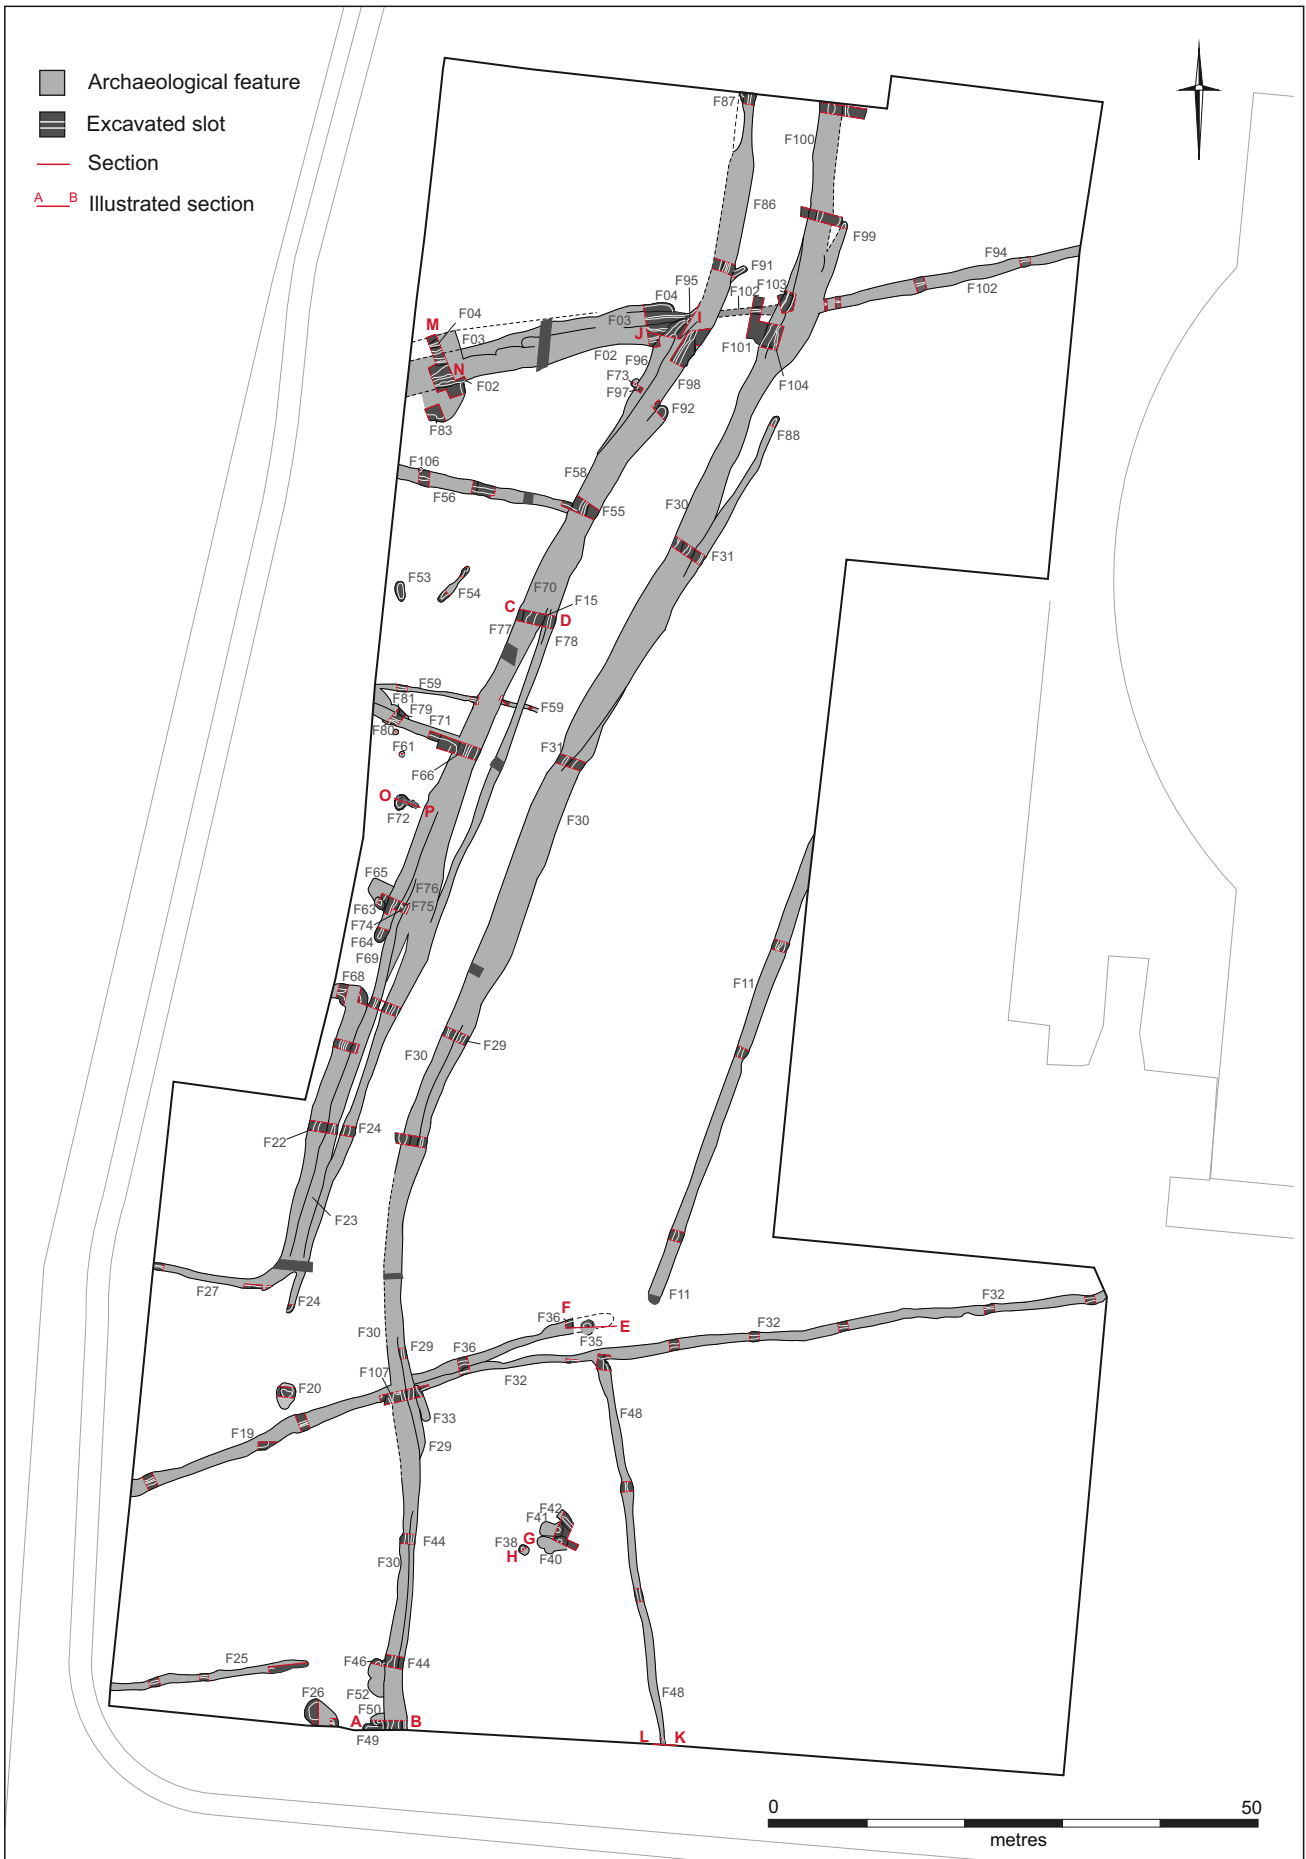 Archaeological feature
Excavated slot
Section
A B Illustrated section
F87
F100
F86
F99
F94
F91
F95
F103
F102
F102
F04
M
F04
F03
I
F03
J
F101
F02
F96
N
F02
F98
F104
F73
F97
F92
F83
F88
F106
F58
F56
F30
F55
F31
F53
F54
F70
C
F15
D
F77
F78
F59
F81
F79
F59
F71
F80
F61
F31
F66
O
P
F72
F30
F65
F76
F63
F75
F74
F64
F69
F68
F11
F30
F29
F22
F24
F23
F27
F24
F11
F32
F
F36
E
F30
F35
F32
F29
F36
F107
F32
F20
F33
F48
F19
F29
F42
F41
F44
F38
G
H
F40
F30
F25
F46
F44
F52
F26
F50
F48
A
B
F49
L
K
0
50
metres